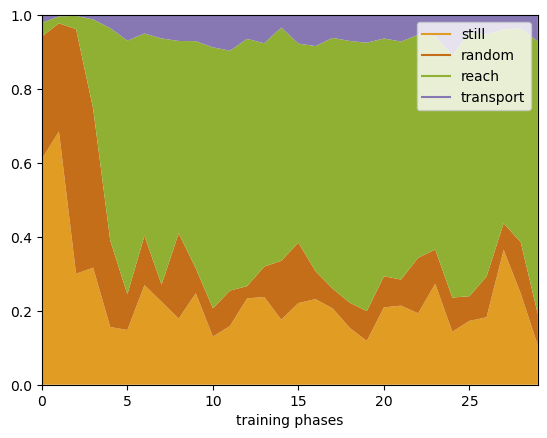 1.0
0.8
0.6
0.4
0.2
0.0
still
random
reach
transport
0 5 10 15 20 25
training phases